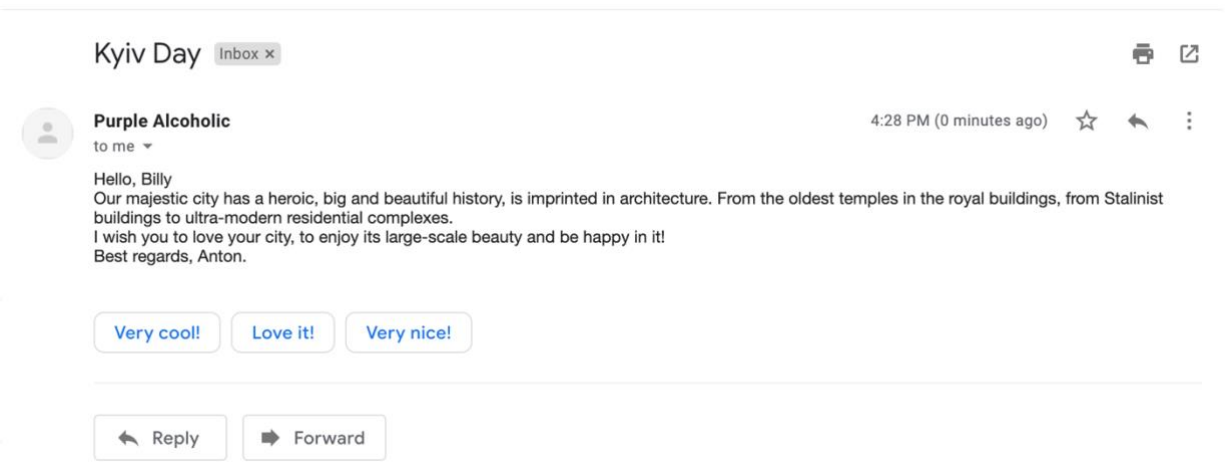 Kyiv Day Inbox ×
Purple Alcoholic 4:28 PM (0 minutes ago)
to me
Hello, Billy
Our majestic city has a heroic, big and beautiful history, is imprinted in architecture. From the oldest temples in the royal buildings, from Stalinist
buildings to ultra-modern residential complexes.
I wish you to love your city, to enjoy its large-scale beauty and be happy in it!
Best regards, Anton.
Very cool! Love it! Very nice!
Reply Forward